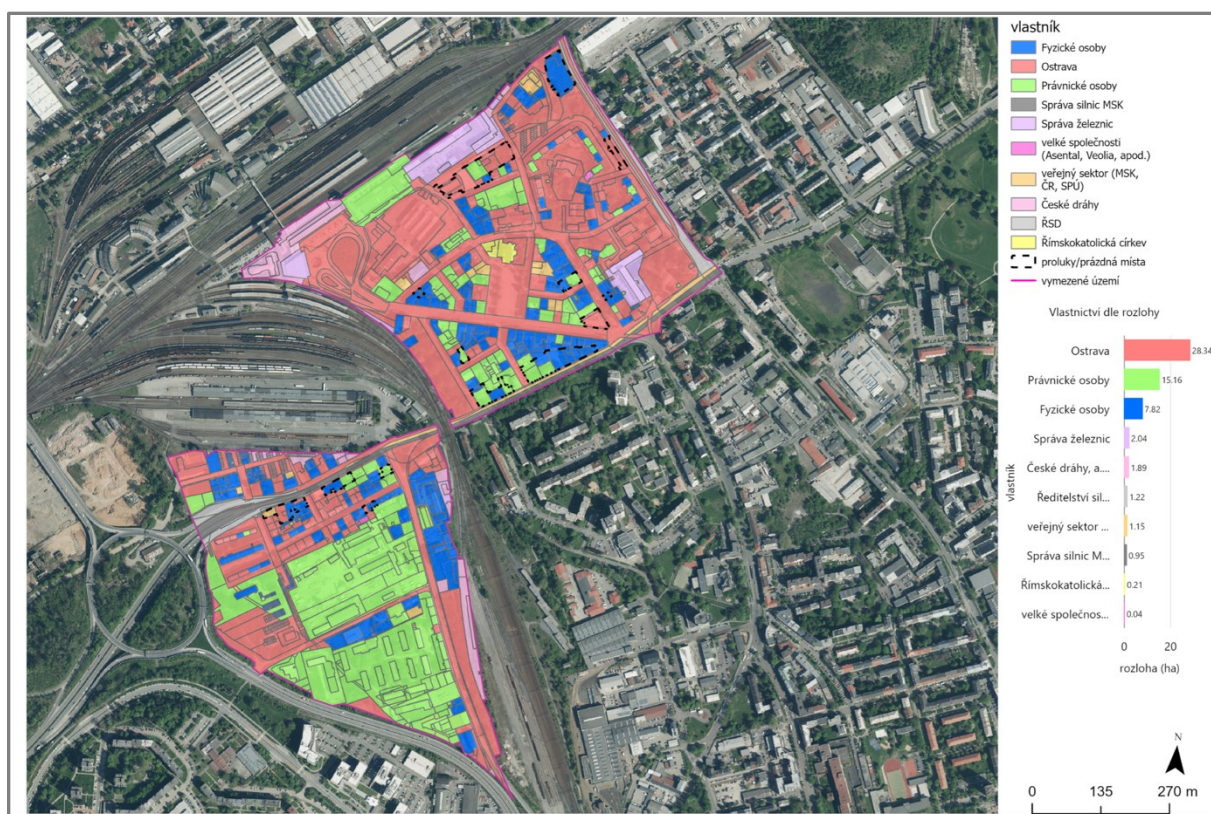 vlastník
Fyzické osoby
Ostrava
Právnické osoby
Správa silnic MSK
Správa železnic
velké společnosti
(Asental, Veolia, apod.)
veřejný sektor (MSK,
ČR, SPÚ)
České dráhy
ŘSD
Římskokatolická církev
proluky/prázdná místa
vymezené území
Vlastnictví dle rozlohy
vlastník
Ostrava 28.34
Právnické osoby 15.16
Fyzické osoby 7.82
Správa železnic 2.04
České dráhy, a.... 1.89
Ředitelství sil... 1.22
veřejný sektor ... 1.15
Správa silnic M... 0.95
Římskokatolická... 0.21
velké společnos... 0.04
0 20
rozloha (ha)
N
0 135 270 m